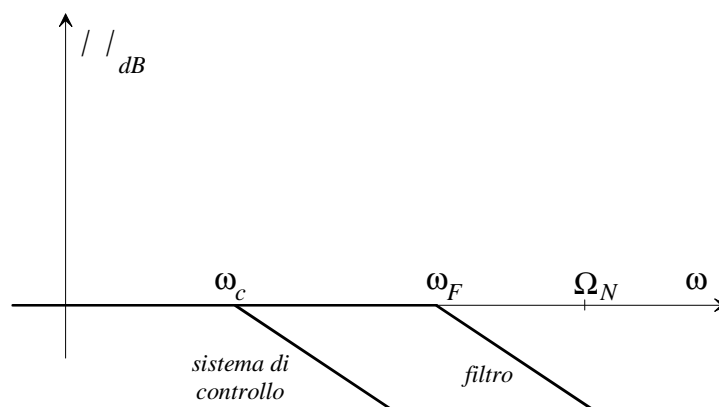 / /dB
ωc ωF ΩN ω
sistema di
controllo
filtro